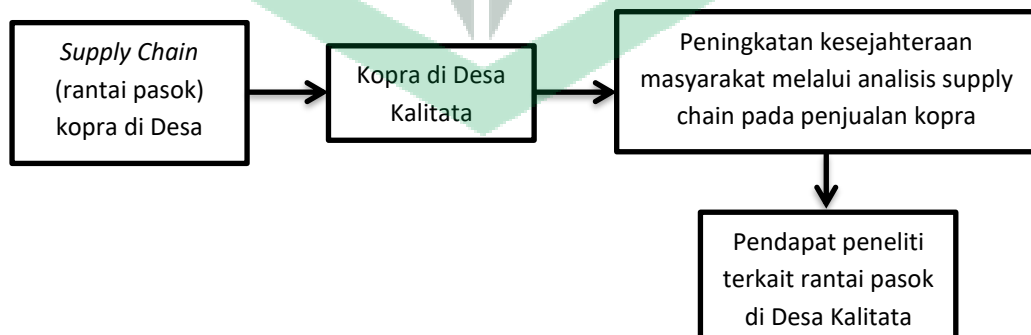 Supply Chain
(rantai pasok)
kopra di Desa
Kopra di Desa
Kalitata
Peningkatan kesejahteraan
masyarakat melalui analisis supply
chain pada penjualan kopra
Pendapat peneliti
terkait rantai pasok
di Desa Kalitata